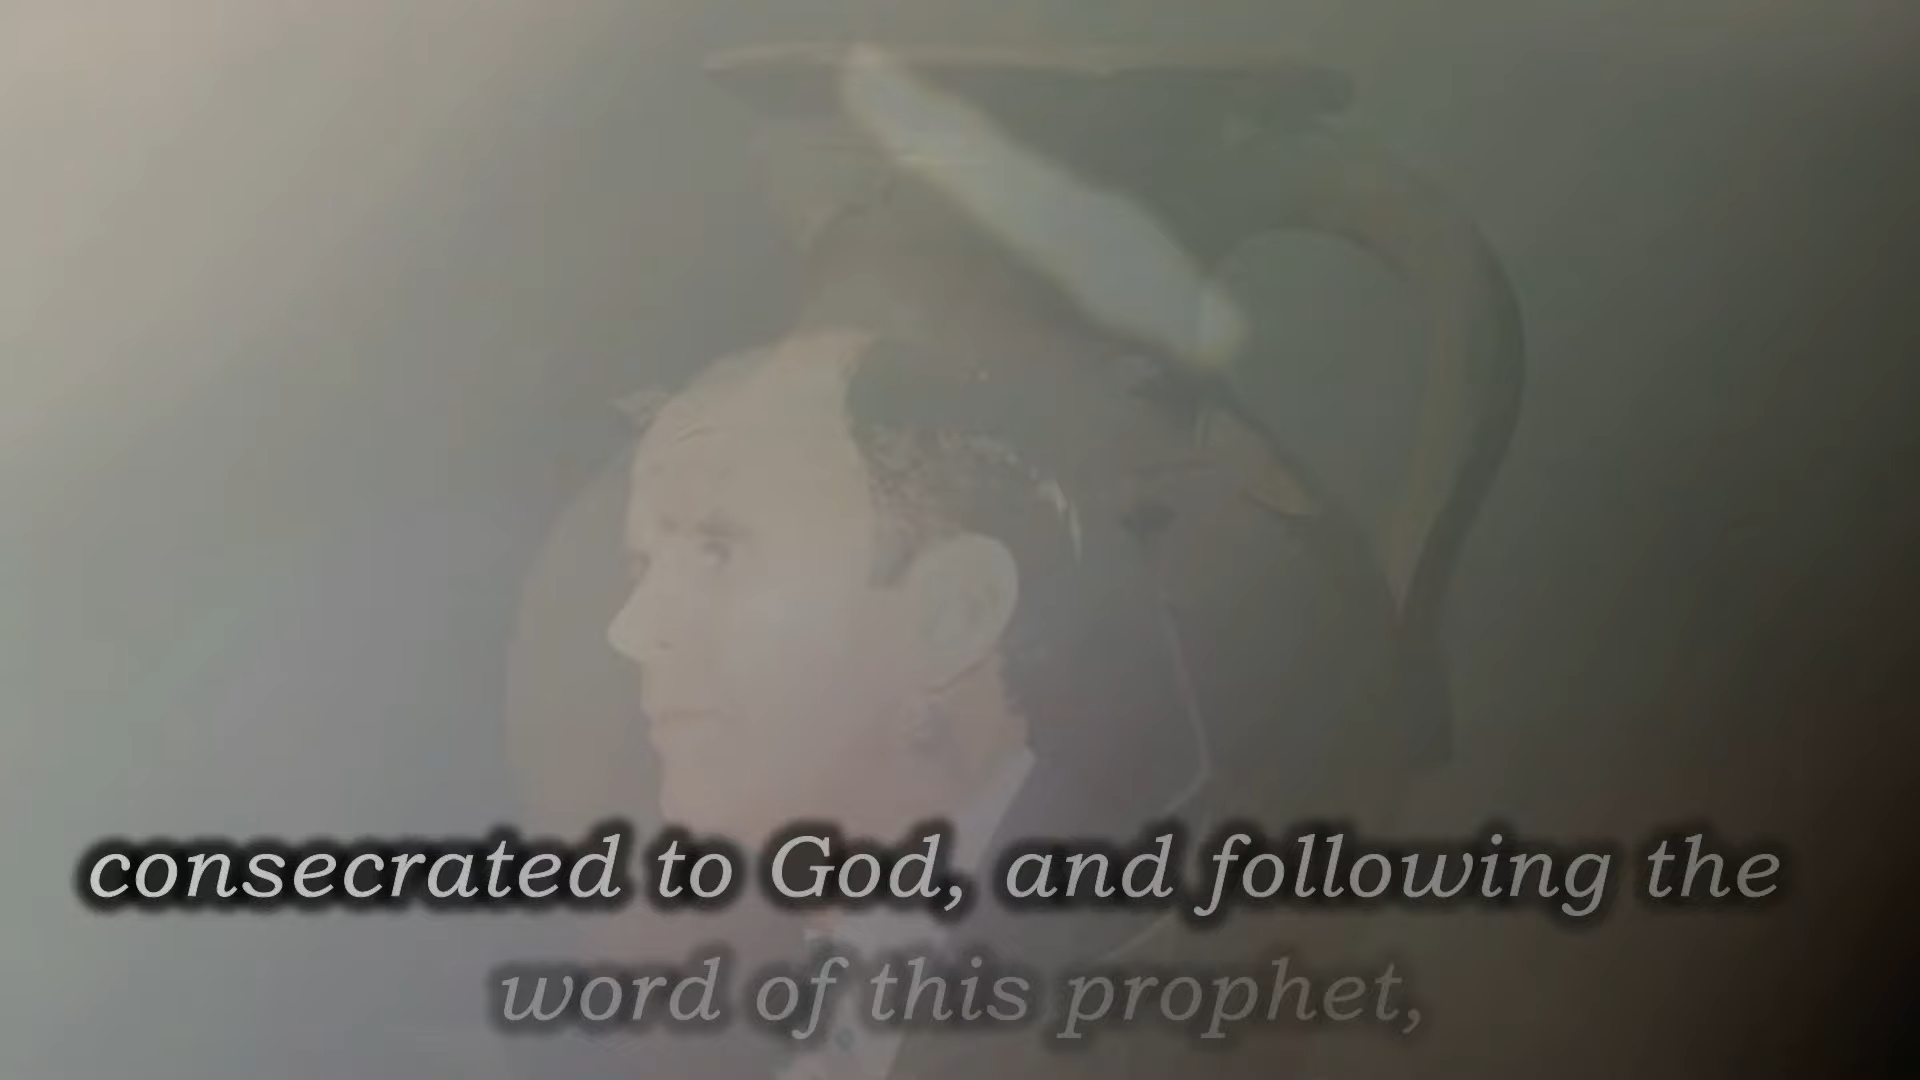 consecrated to God, and following the
word of this prophet,